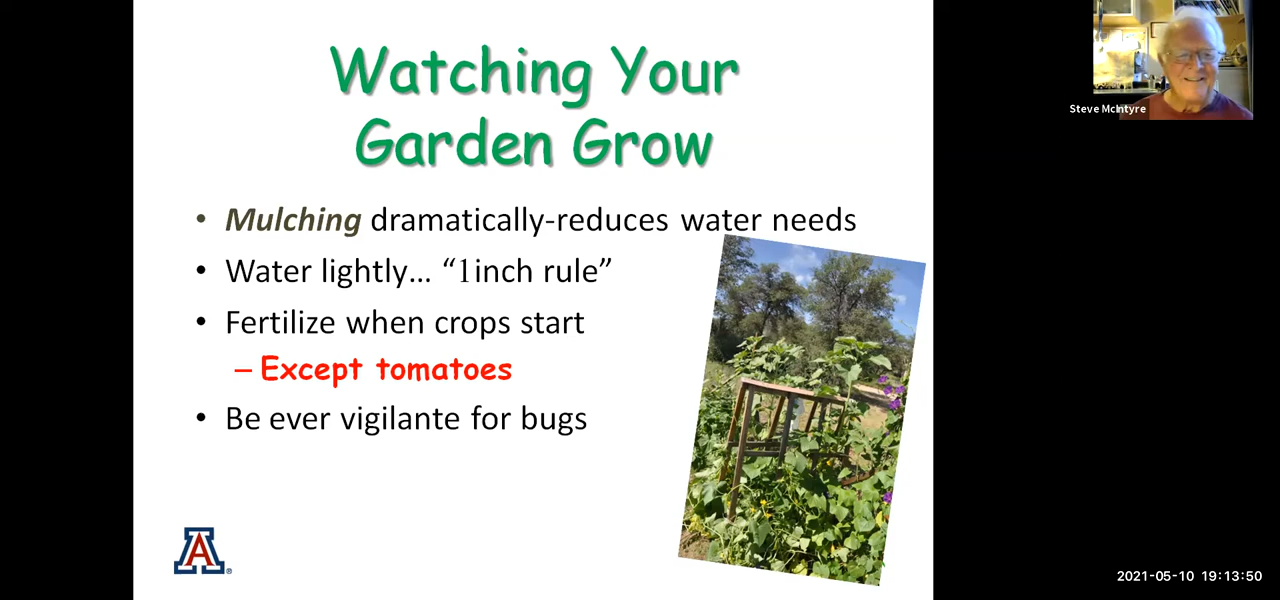 Watching Your
Garden Grow
• Mulching dramatically-reduces water needs
• Water lightly... “1inch rule”
• Fertilize when crops start
– Except tomatoes
• Be ever vigilante for bugs
A
®
Steve McIntyre
2021-05-10 19:13:50